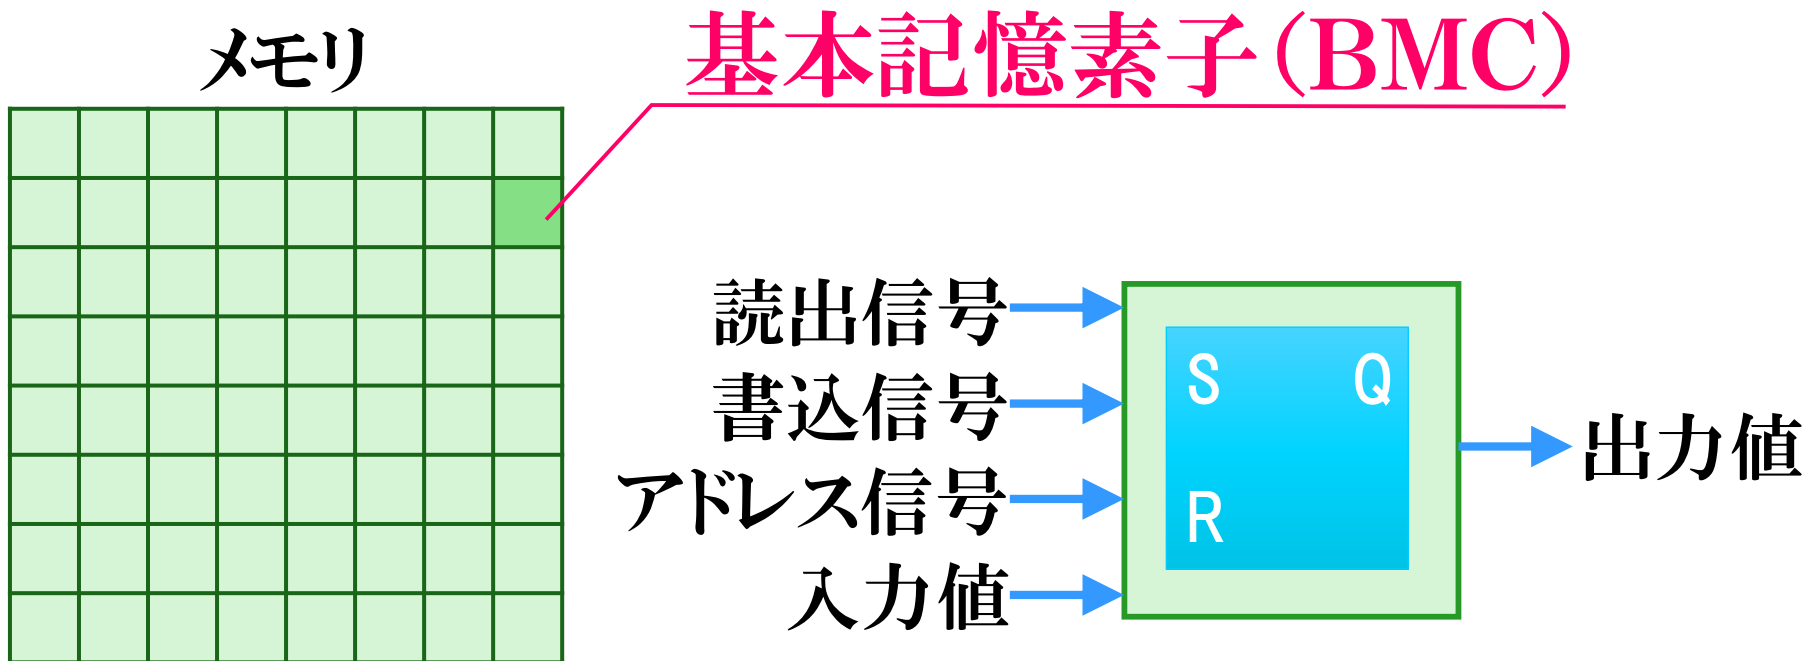 メモリ
基本記憶素子（BMC）
読出信号
書込信号
アドレス信号
入力値
S
Q
R
出力値